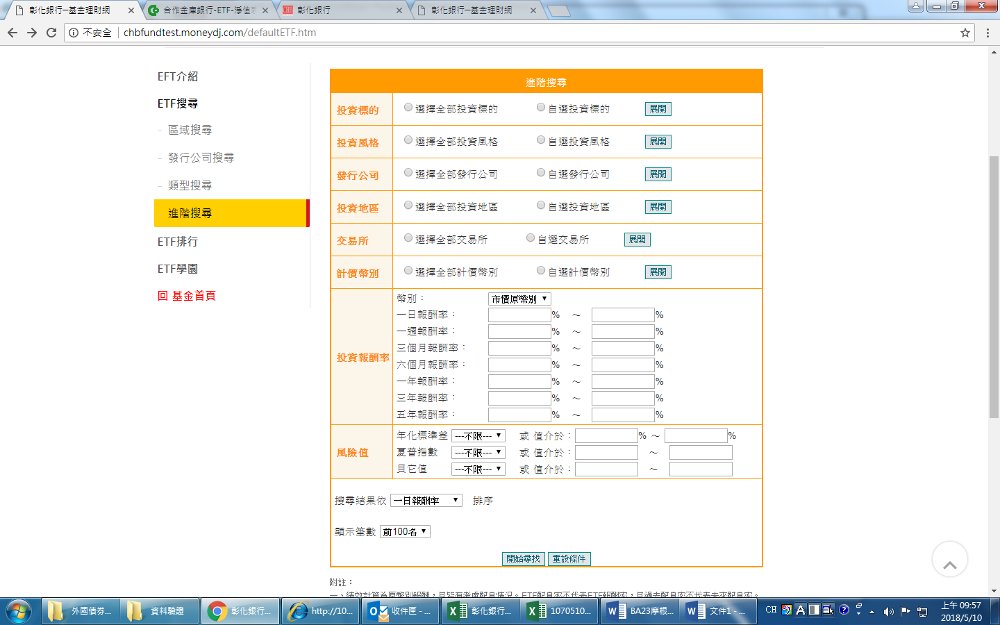 彰化銀行─基金理財網
合作金庫銀行-ETF-淨值
彰化銀行
彰化銀行─基金理財網
不安全 chbfundtest.moneydj.com/defaultETF.htm
EFT介紹
ETF搜尋
- 區域搜尋
- 發行公司搜尋
- 類型搜尋
- 進階搜尋
ETF排行
ETF學園
回 基金首頁
進階搜尋
投資標的 選擇全部投資標的 自選投資標的 展開
投資風格 選擇全部投資風格 自選投資風格 展開
發行公司 選擇全部發行公司 自選發行公司 展開
投資地區 選擇全部投資地區 自選投資地區 展開
交易所 選擇全部交易所 自選交易所 展開
計價幣別 選擇全部計價幣別 自選計價幣別 展開
投資報酬率
幣別： 市價原幣別
一日報酬率： % ～ %
一週報酬率： % ～ %
三個月報酬率： % ～ %
六個月報酬率： % ～ %
一年報酬率： % ～ %
三年報酬率： % ～ %
五年報酬率： % ～ %
風險值
年化標準差 ---不限--- 或 值介於： % ～ %
夏普指數 ---不限--- 或 值介於： ～
貝它值 ---不限--- 或 值介於： ～
搜尋結果依 一日報酬率 排序
顯示筆數 前100名
開始尋找 重設條件
附註：
一、績效計算為原幣別報酬，且皆有考慮配息情況。ETF配息率不代表ETF報酬率，且過去配息率不代表未來配息率。
外國債券... 資料驗證 彰化銀行... http://10... 收件匣 - ... 彰化銀行... 1070510... BA23摩根... 文件1 - ... CH
上午 09:57
2018/5/10